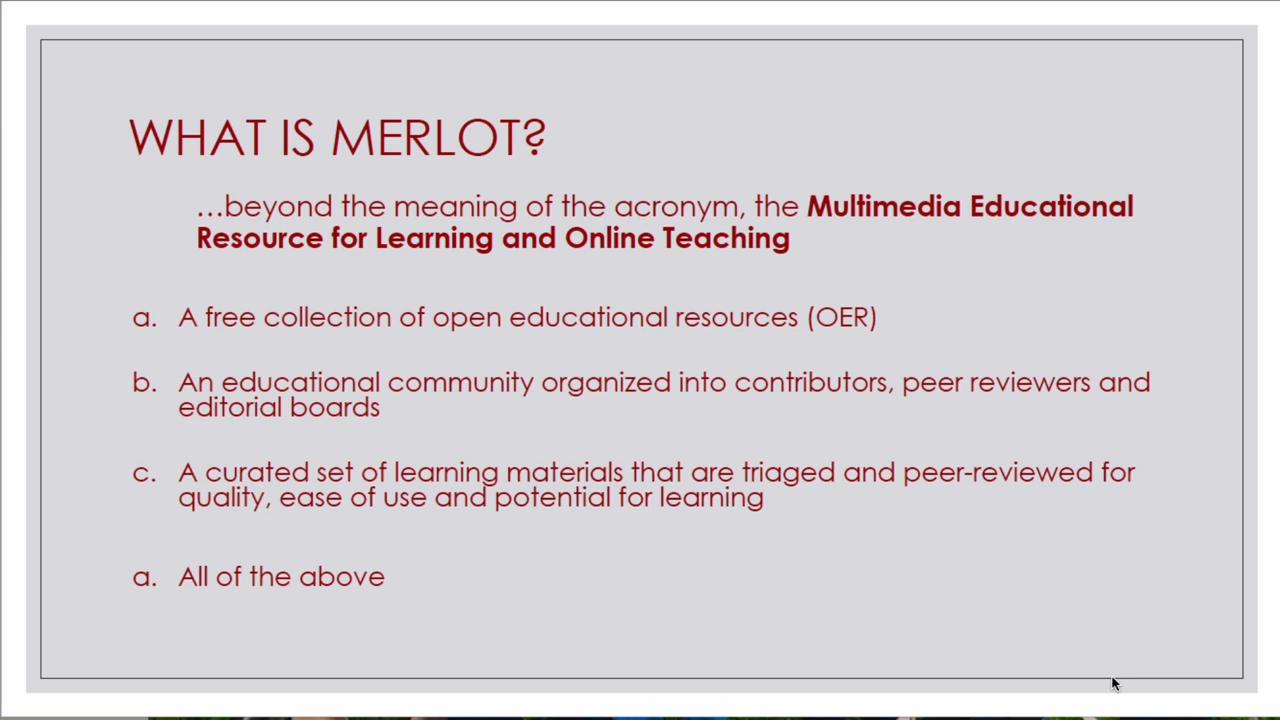 WHAT IS MERLOT?
…beyond the meaning of the acronym, the Multimedia Educational
Resource for Learning and Online Teaching
a. A free collection of open educational resources (OER)
b. An educational community organized into contributors, peer reviewers and
editorial boards
c. A curated set of learning materials that are triaged and peer-reviewed for
quality, ease of use and potential for learning
a. All of the above